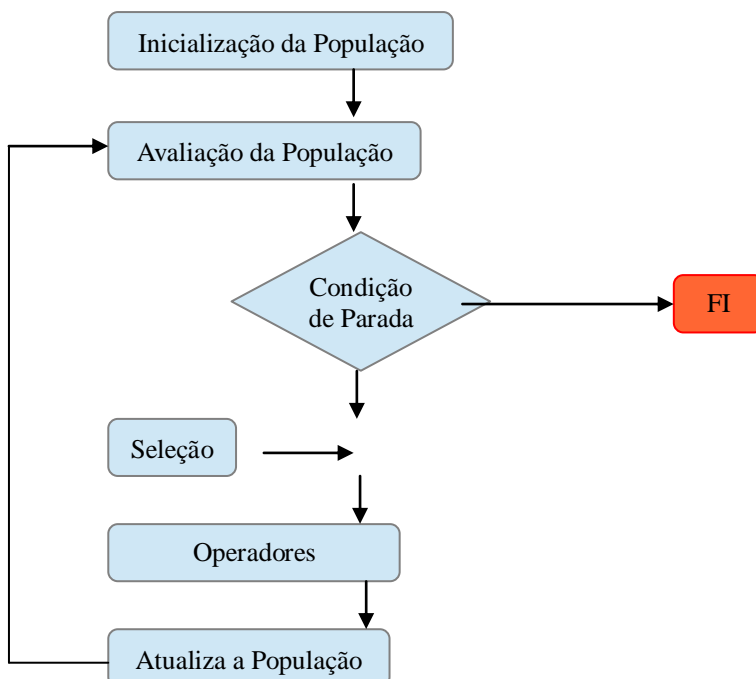 Inicialização da População
Avaliação da População
Condição
de Parada
FI
Seleção
Operadores
Atualiza a População